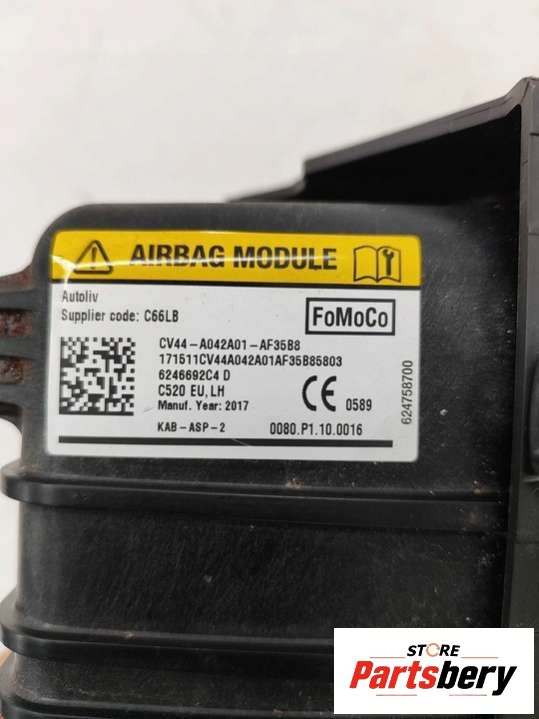 AIRBAG MODULE
Autoliv
Supplier code: C66LB
FoMoCo
CV44-A042A01-AF35B8
171511CV44A042A01AF35B85803
6246692C4 D
C520 EU, LH
Manuf. Year: 2017
CE 0589
KAB-ASP-2
0080.P1.10.0016
624758700
STORE
Partsbery